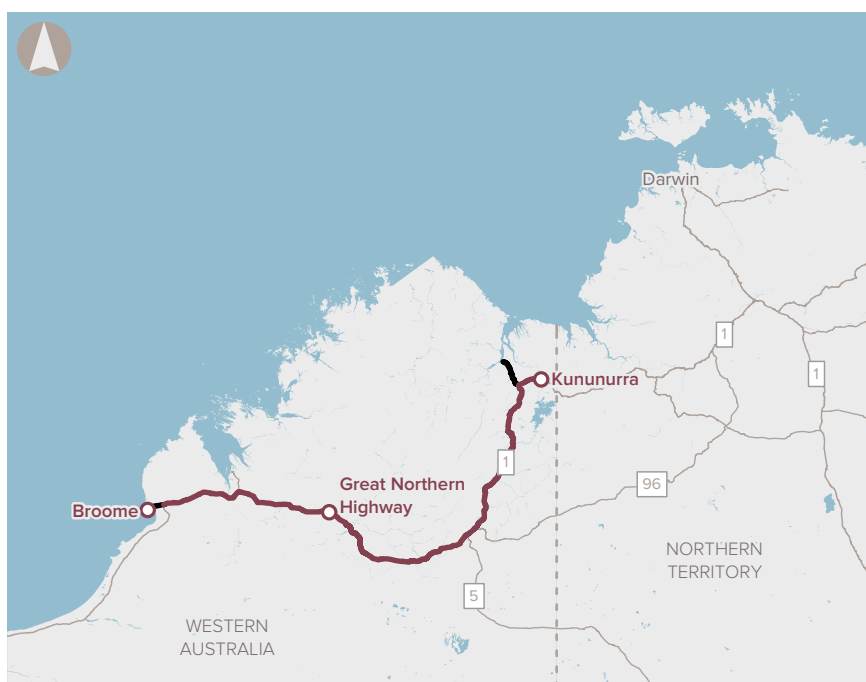 Darwin
1
1
Kununurra
1
Great Northern
Highway
96
Broome
NORTHERN
TERRITORY
5
WESTERN
AUSTRALIA